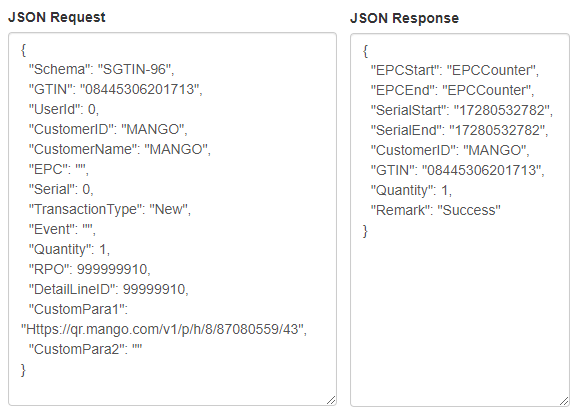 JSON Request
{
"Schema": "SGTIN-96",
"GTIN": "08445306201713",
"UserId": 0,
"CustomerID": "MANGO",
"CustomerName": "MANGO",
"EPC": "",
"Serial": 0,
"TransactionType": "New",
"Event": "",
"Quantity": 1,
"RPO": 999999910,
"DetailLineID": 99999910,
"CustomPara1":
"Https://qr.mango.com/v1/p/h/8/87080559/43",
"CustomPara2": ""
}
JSON Response
{
"EPCStart": "EPCCounter",
"EPCEnd": "EPCCounter",
"SerialStart": "17280532782",
"SerialEnd": "17280532782",
"CustomerID": "MANGO",
"GTIN": "08445306201713",
"Quantity": 1,
"Remark": "Success"
}